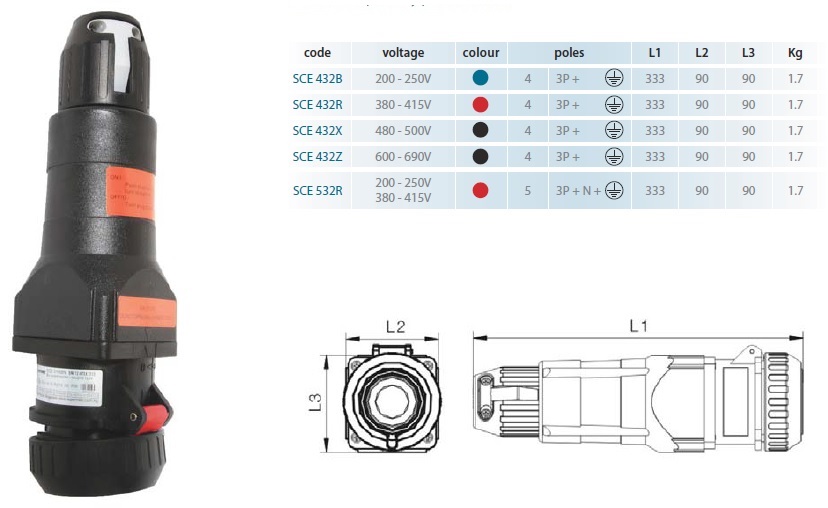 code voltage colour poles L1 L2 L3 Kg
SCE 432B 200 - 250V 4 3P + 333 90 90 1.7
SCE 432R 380 - 415V 4 3P + 333 90 90 1.7
SCE 432X 480 - 500V 4 3P + 333 90 90 1.7
SCE 432Z 600 - 690V 4 3P + 333 90 90 1.7
SCE 532R 200 - 250V 380 - 415V 5 3P + N + 333 90 90 1.7
L2
L1
L3